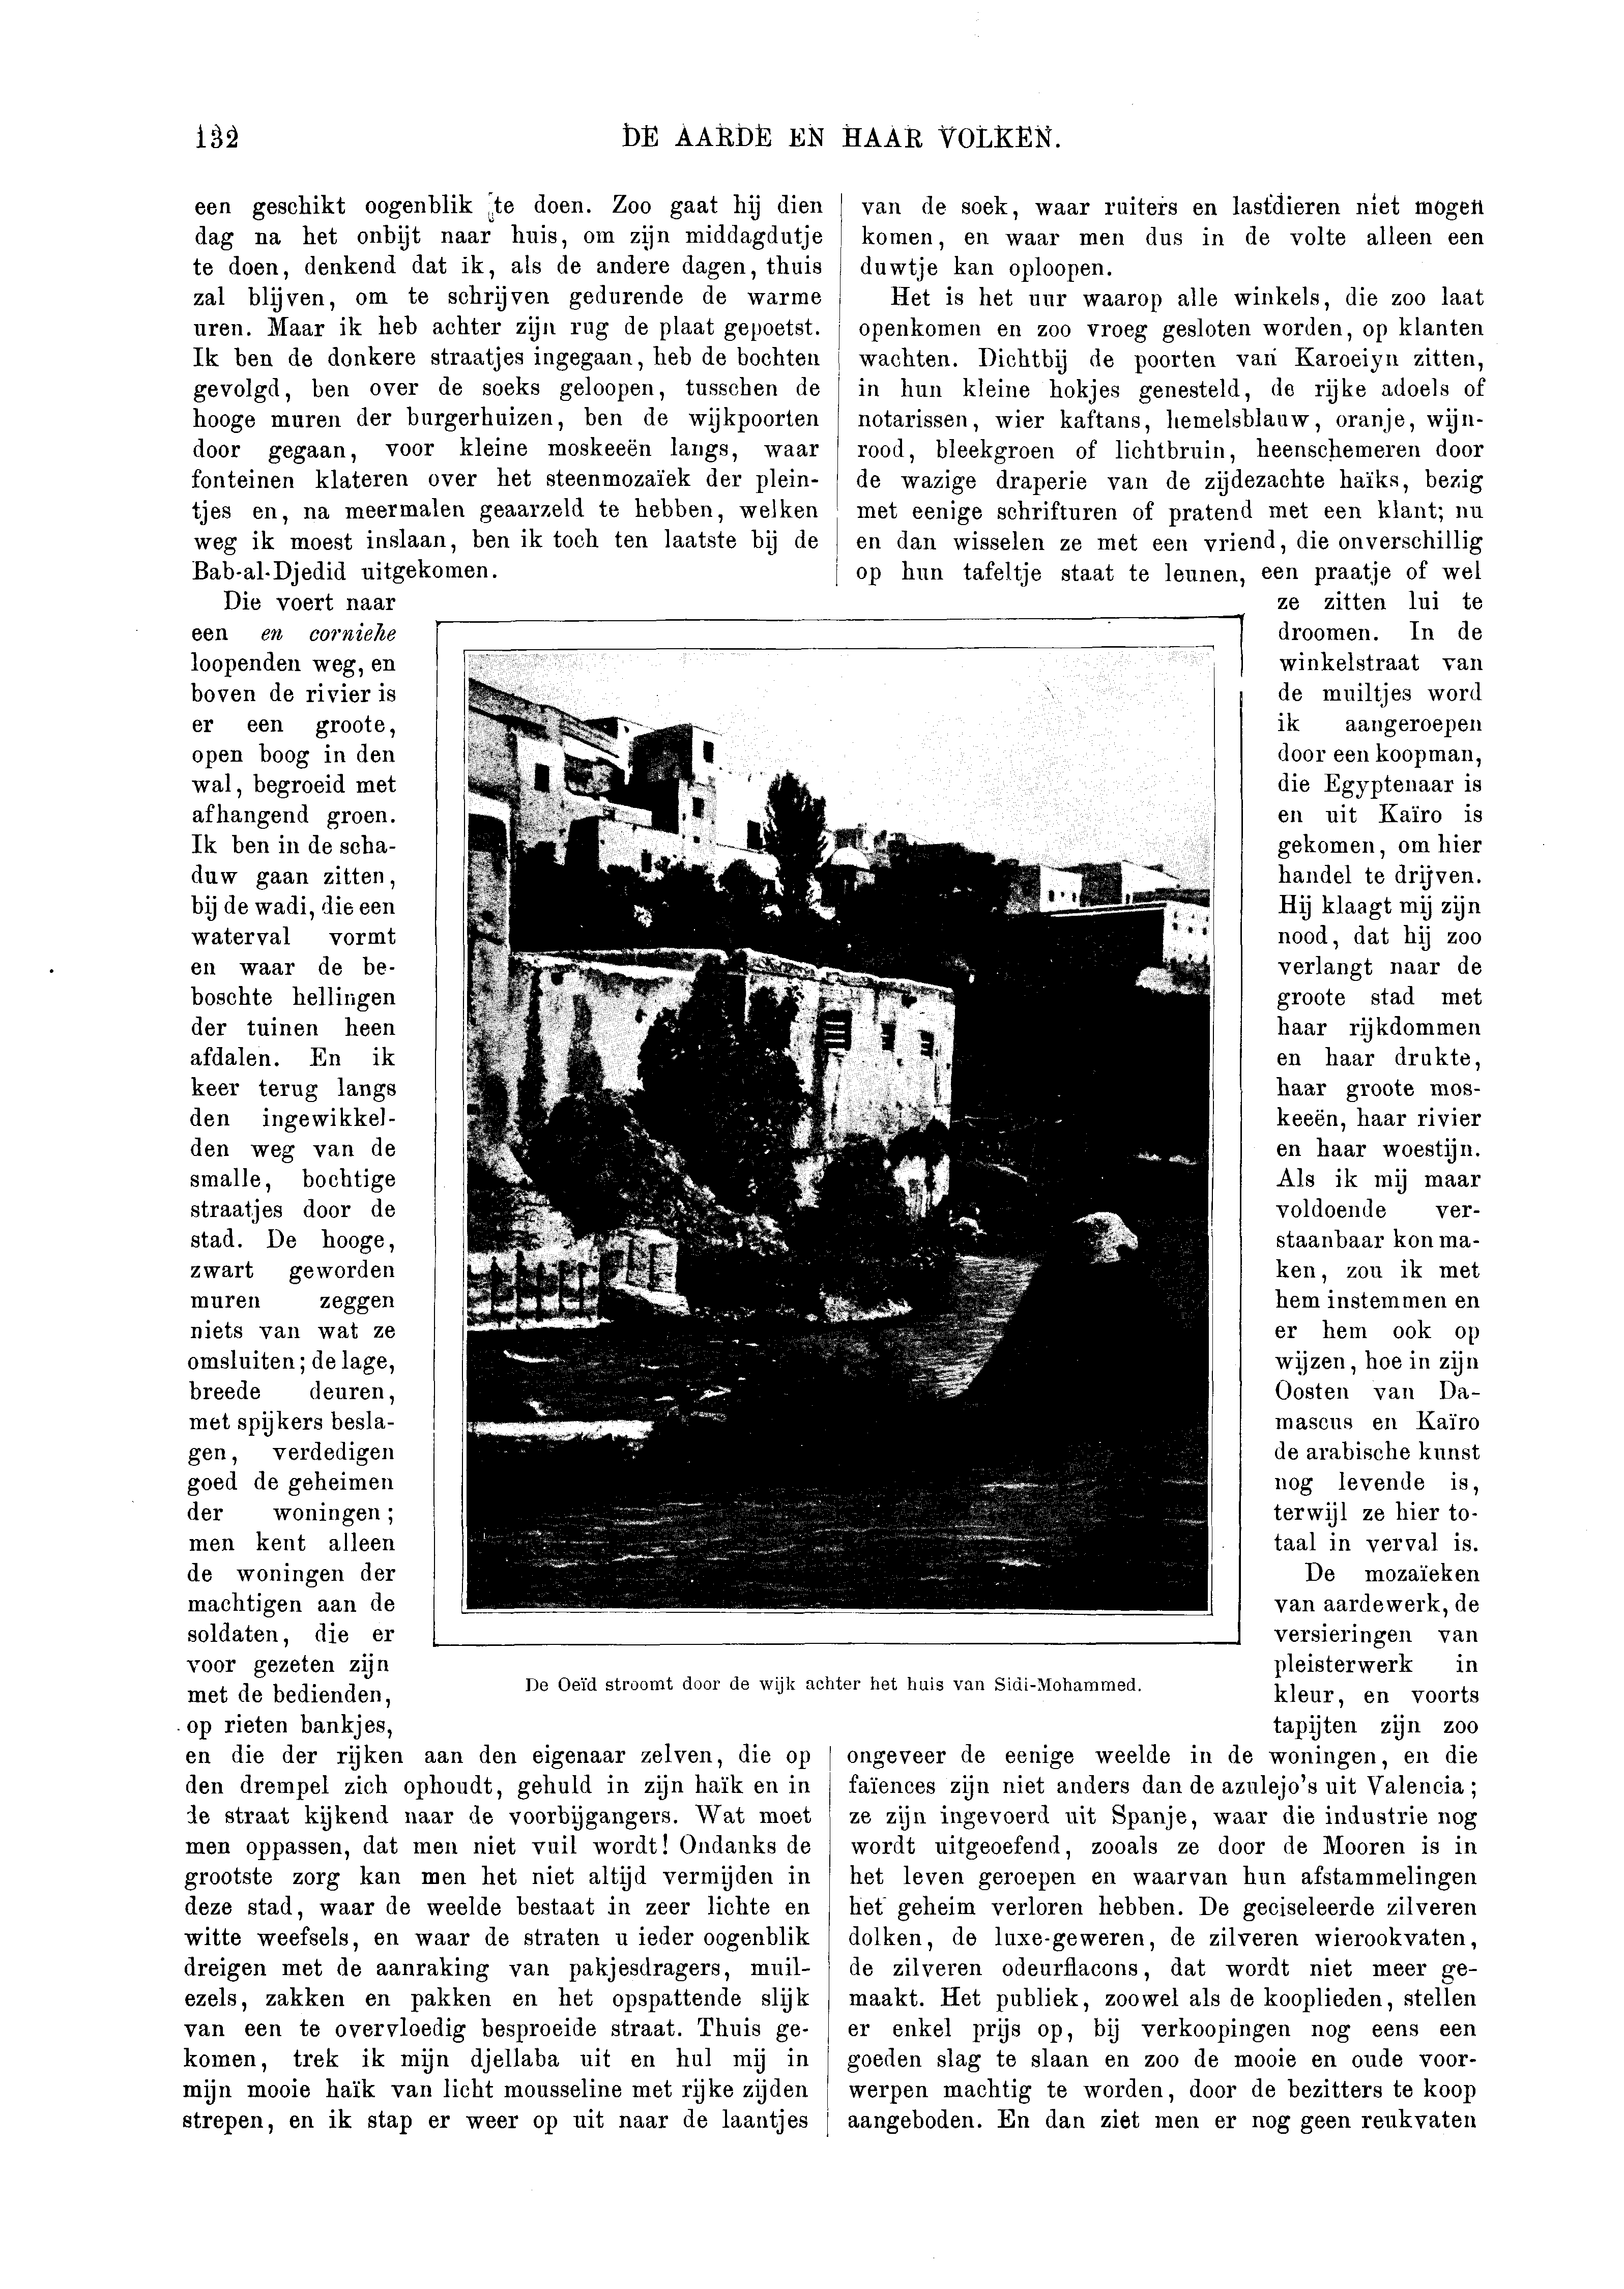 132
DE AARDE EN HAAR VOLKEN.
een geschikt oogenblik te doen. Zoo gaat hij dien
dag na het onbijt naar huis, om zijn middagdutje
te doen, denkend dat ik, als de andere dagen, thuis
zal blijven, om te schrijven gedurende de warme
uren. Maar ik heb achter zijn rug de plaat gepoetst.
Ik ben de donkere straatjes ingegaan, heb de bochten
gevolgd, ben over de soeks geloopen, tusschen de
hooge muren der burgerhuizen, ben de wijkpoorten
door gegaan, voor kleine moskeeën langs, waar
fonteinen klateren over het steenmozaïek der plein-
tjes en, na meermalen geaarzeld te hebben, welken
weg ik moest inslaan, ben ik toch ten laatste bij de
Bab-al-Djedid uitgekomen.
Die voert naar
een en corniehe
loopenden weg, en
boven de rivier is
er een groote,
open boog in den
wal, begroeid met
afhangend groen.
Ik ben in de scha-
duw gaan zitten,
bij de wadi, die een
waterval vormt
en waar de be-
boschte hellingen
der tuinen heen
afdalen. En ik
keer terug langs
den ingewikkel-
den weg van de
smalle, bochtige
straatjes door de
stad. De hooge,
zwart geworden
muren zeggen
niets van wat ze
omsluiten; de lage,
breede deuren,
met spijkers besla-
gen, verdedigen
goed de geheimen
der woningen;
men kent alleen
de woningen der
machtigen aan de
soldaten, die er
voor gezeten zijn
met de bedienden,
op rieten bankjes,
en die der rijken aan den eigenaar zelven, die op
den drempel zich ophoudt, gehuld in zijn haïk en in
de straat kijkend naar de voorbijgangers. Wat moet
men oppassen, dat men niet vuil wordt! Ondanks de
grootste zorg kan men het niet altijd vermijden in
deze stad, waar de weelde bestaat in zeer lichte en
witte weefsels, en waar de straten u ieder oogenblik
dreigen met de aanraking van pakjesdragers, muil-
ezels, zakken en pakken en het opspattende slijk
van een te overvloedig besproeide straat. Thuis ge-
komen, trek ik mijn djellaba uit en hul mij in
mijn mooie haïk van licht mousseline met rijke zijden
strepen, en ik stap er weer op uit naar de laantjes
van de soek, waar ruiters en lastdieren niet mogen
komen, en waar men dus in de volte alleen een
duwtje kan oploopen.
Het is het uur waarop alle winkels, die zoo laat
openkomen en zoo vroeg gesloten worden, op klanten
wachten. Dichtbij de poorten van Karoeiyn zitten,
in hun kleine hokjes genesteld, de rijke adoels of
notarissen, wier kaftans, hemelsblauw, oranje, wijn-
rood, bleekgroen of lichtbruin, heenschemeren door
de wazige draperie van de zijdezachte haïks, bezig
met eenige schrifturen of pratend met een klant; nu
en dan wisselen ze met een vriend, die onverschillig
op hun tafeltje staat te leunen, een praatje of wel
ze zitten lui te
droomen. In de
winkelstraat van
de muiltjes word
ik aangeroepen
door een koopman,
die Egyptenaar is
en uit Kaïro is
gekomen, om hier
handel te drijven.
Hij klaagt mij zijn
nood, dat hij zoo
verlangt naar de
groote stad met
haar rijkdommen
en haar drukte,
haar groote mos-
keeën, haar rivier
en haar woestijn.
Als ik mij maar
voldoende ver-
staanbaar kon ma-
ken, zou ik met
hem instemmen en
er hem ook op
wijzen, hoe in zijn
Oosten van Da-
mascus en Kaïro
de arabische kunst
nog levende is,
terwijl ze hier to-
taal in verval is.
De mozaïeken
van aardewerk, de
versieringen van
pleisterwerk in
kleur, en voorts
tapijten zijn zoo
ongeveer de eenige weelde in de woningen, en die
faïences zijn niet anders dan de azulejo's uit Valencia;
ze zijn ingevoerd uit Spanje, waar die industrie nog
wordt uitgeoefend, zooals ze door de Mooren is in
het leven geroepen en waarvan hun afstammelingen
het geheim verloren hebben. De geciseleerde zilveren
dolken, de luxe-geweren, de zilveren wierookvaten,
de zilveren odeurflacons, dat wordt niet meer ge-
maakt. Het publiek, zoowel als de kooplieden, stellen
er enkel prijs op, bij verkoopingen nog eens een
goeden slag te slaan en zoo de mooie en oude voor-
werpen machtig te worden, door de bezitters te koop
aangeboden. En dan ziet men er nog geen reukvaten
De Oeïd stroomt door de wijk achter het huis van Sidi-Mohammed.